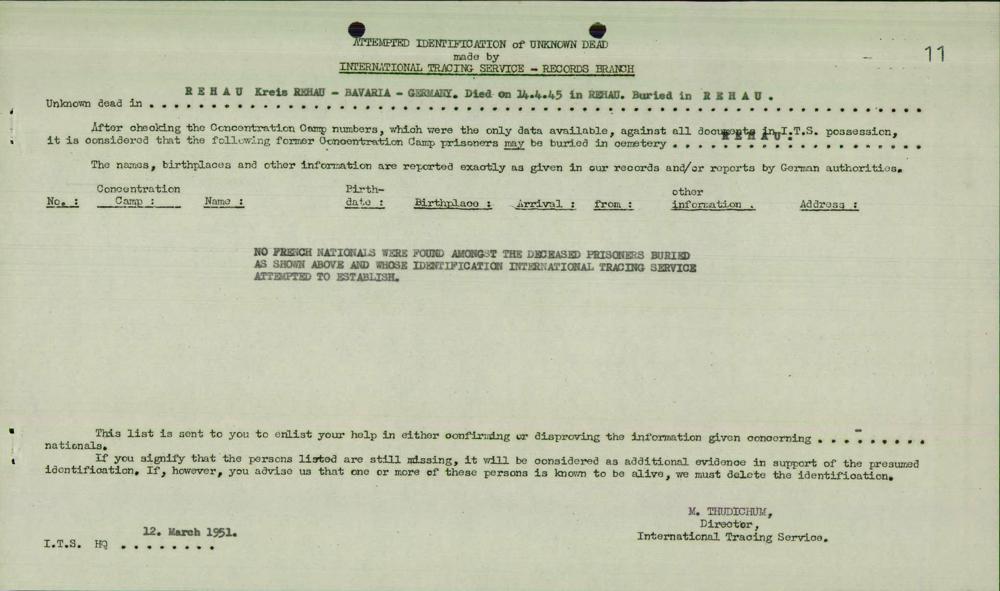 11
ATTEMPTED IDENTIFICATION of UNKNOWN DEAD
made by
INTERNATIONAL TRACING SERVICE - RECORDS BRANCH
R E H A U Kreis REHAU - BAVARIA - GERMANY. Died on 14.4.45 in REHAU. Buried in R E H A U .
Unknown dead in . . . . . . . . . . . . . . . . . . . . . . . . . . . . . . . . . . . . . . . . . . . .
After checking the Concentration Camp numbers, which were the only data available, against all documents in I.T.S. possession,
R E H A U .
it is considered that the following former Concentration Camp prisoners may be buried in cemetery . . . . . . . . . . . . . .
The names, birthplaces and other information are reported exactly as given in our records and/or reports by German authorities.
No. : Concentration Camp : Name : Birth-date : Birthplace : Arrival : from : other information . Address :
NO FRENCH NATIONALS WERE FOUND AMONGST THE DECEASED PRISONERS BURIED
AS SHOWN ABOVE AND WHOSE IDENTIFICATION INTERNATIONAL TRACING SERVICE
ATTEMPTED TO ESTABLISH.
This list is sent to you to enlist your help in either confirming or disproving the information given concerning . . . . . . . . .
nationals.
If you signify that the persons listed are still missing, it will be considered as additional evidence in support of the presumed
identification. If, however, you advise us that one or more of these persons is known to be alive, we must delete the identification.
M. THUDICHUM,
Director,
International Tracing Service.
12. March 1951.
I.T.S. HQ . . . . . . . .